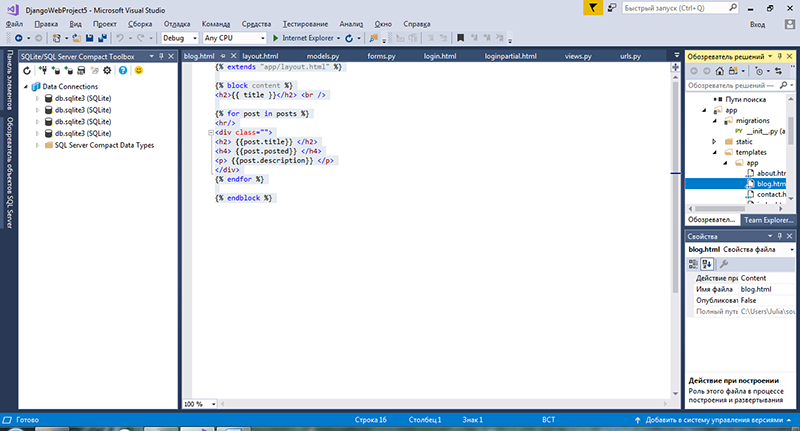 DjangoWebProject5 - Microsoft Visual Studio
Быстрый запуск (Ctrl+Q)
Файл Правка Вид Проект Сборка Отладка Команда Средства Тестирование Анализ Окно Справка
Вход
Debug Any CPU Internet Explorer
Панель элементов
Обозреватель объектов SQL Server
SQLite/SQL Server Compact Toolbox
Data Connections
db.sqlite3 (SQLite)
db.sqlite3 (SQLite)
db.sqlite3 (SQLite)
db.sqlite3 (SQLite)
SQL Server Compact Data Types
blog.html layout.html models.py forms.py login.html loginpartial.html views.py urls.py
{% extends "app/layout.html" %}
{% block content %}
<h2>{{ title }}</h2> <br />
{% for post in posts %}
<hr/>
<div class="">
<h2> {{post.title}} </h2>
<h4> {{post.posted}} </h4>
<p> {{post.description}} </p>
</div>
{% endfor %}
{% endblock %}
100 %
Обозреватель решений
Обозреватель решений —
Пути поиска
app
migrations
PY __init__.py (a
static
templates
app
about.ht
blog.htm
contact.h
Обозревател... Team Explorer...
Свойства
blog.html Свойства файла
Действие при Content
Имя файла blog.html
Опубликоват False
Полный путь C:\Users\Julia\sou
Действие при построении
Роль этого файла в процессе
построения и развертывания
Готово Строка 16 Столбец 1 Знак 1 ВСТ Добавить в систему управления версиями